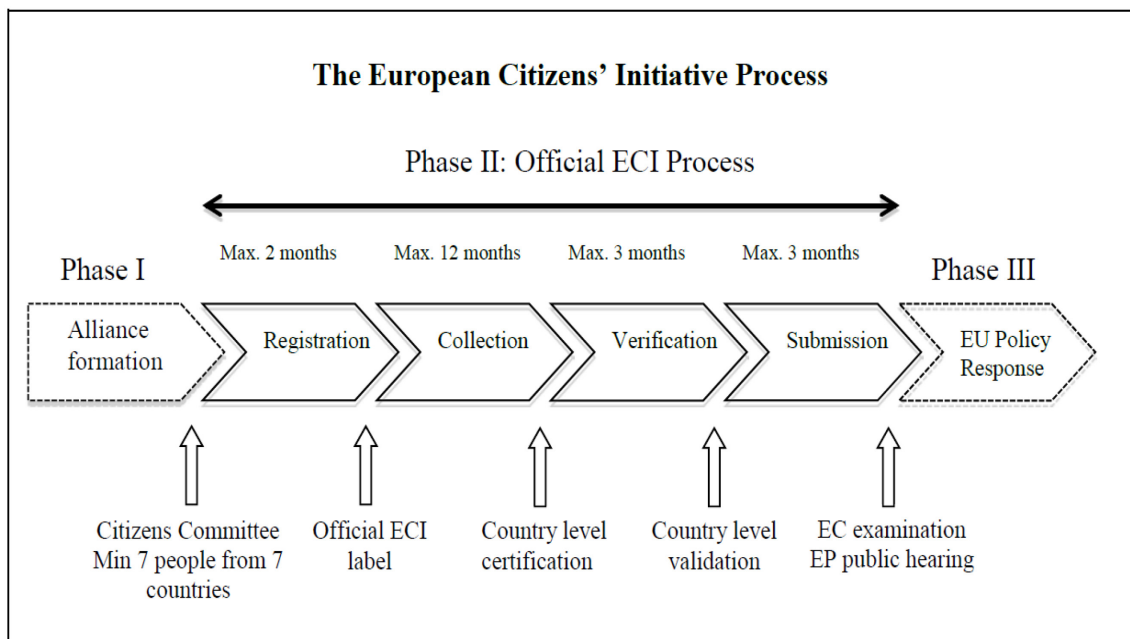 The European Citizens’ Initiative Process
Phase II: Official ECI Process
Max. 2 months
Max. 12 months
Max. 3 months
Max. 3 months
Phase I
Phase III
Alliance
formation
Registration
Collection
Verification
Submission
EU Policy
Response
Citizens Committee
Min 7 people from 7
countries
Official ECI
label
Country level
certification
Country level
validation
EC examination
EP public hearing